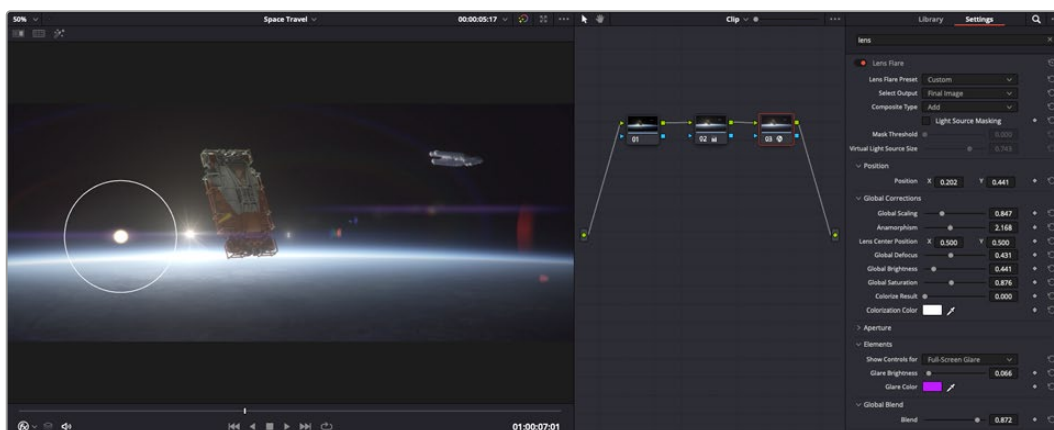 50% Space Travel 00:00:05:17 Clip Library Settings
lens
Lens Flare
Lens Flare Preset Custom
Select Output Final Image
Composite Type Add
Light Source Masking
Mask Threshold 0.000
Virtual Light Source Size 0.743
Position
Position X 0.202 Y 0.441
Global Corrections
Global Scaling 0.847
Anamorphism 2.168
Lens Center Position X 0.500 Y 0.500
Global Defocus 0.431
Global Brightness 0.441
Global Saturation 0.876
Colorize Result 0.000
Colorization Color
Aperture
Elements
Show Controls for Full-Screen Glare
Glare Brightness 0.066
Glare Color
Global Blend
Blend 0.872
01 02 03
01:00:07:01